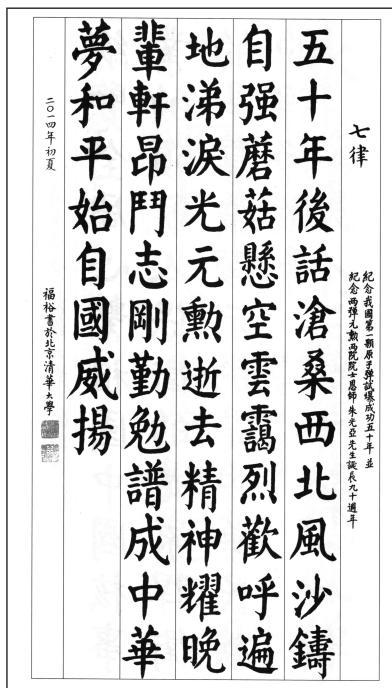 七律
紀念我國第一顆原子彈試爆成功五十年 並
紀念兩彈元勳兩院院士恩師 朱光亞先生誕辰九十週年
五十年後話滄桑西北風沙鑄
自强蘑菇懸空雲靄烈歡呼遍
地涕淚光元勳逝去精神耀晚
輩軒昂鬥志剛勤勉譜成中華
夢和平始自國威揚
二〇一四年初夏
福裕書於北京清華大學